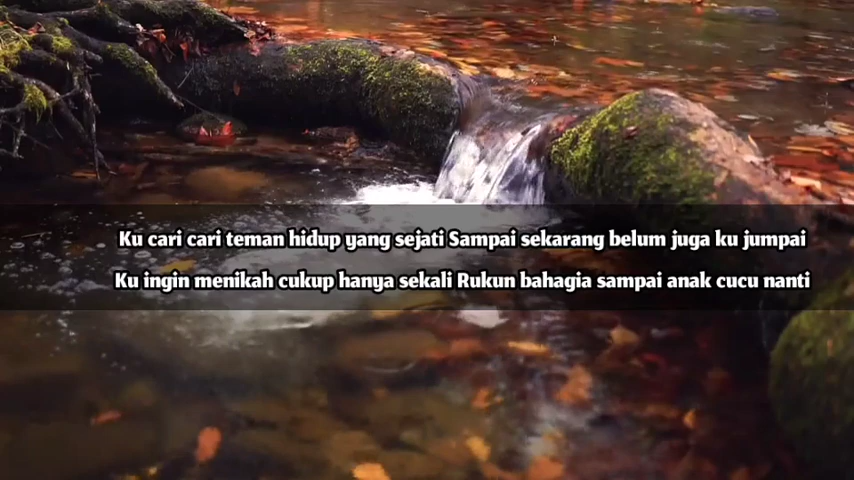 Ku cari cari teman hidup yang sejati Sampai sekarang belum juga ku jumpai
Ku ingin menikah cukup hanya sekali Rukun bahagia sampai anak cucu nanti